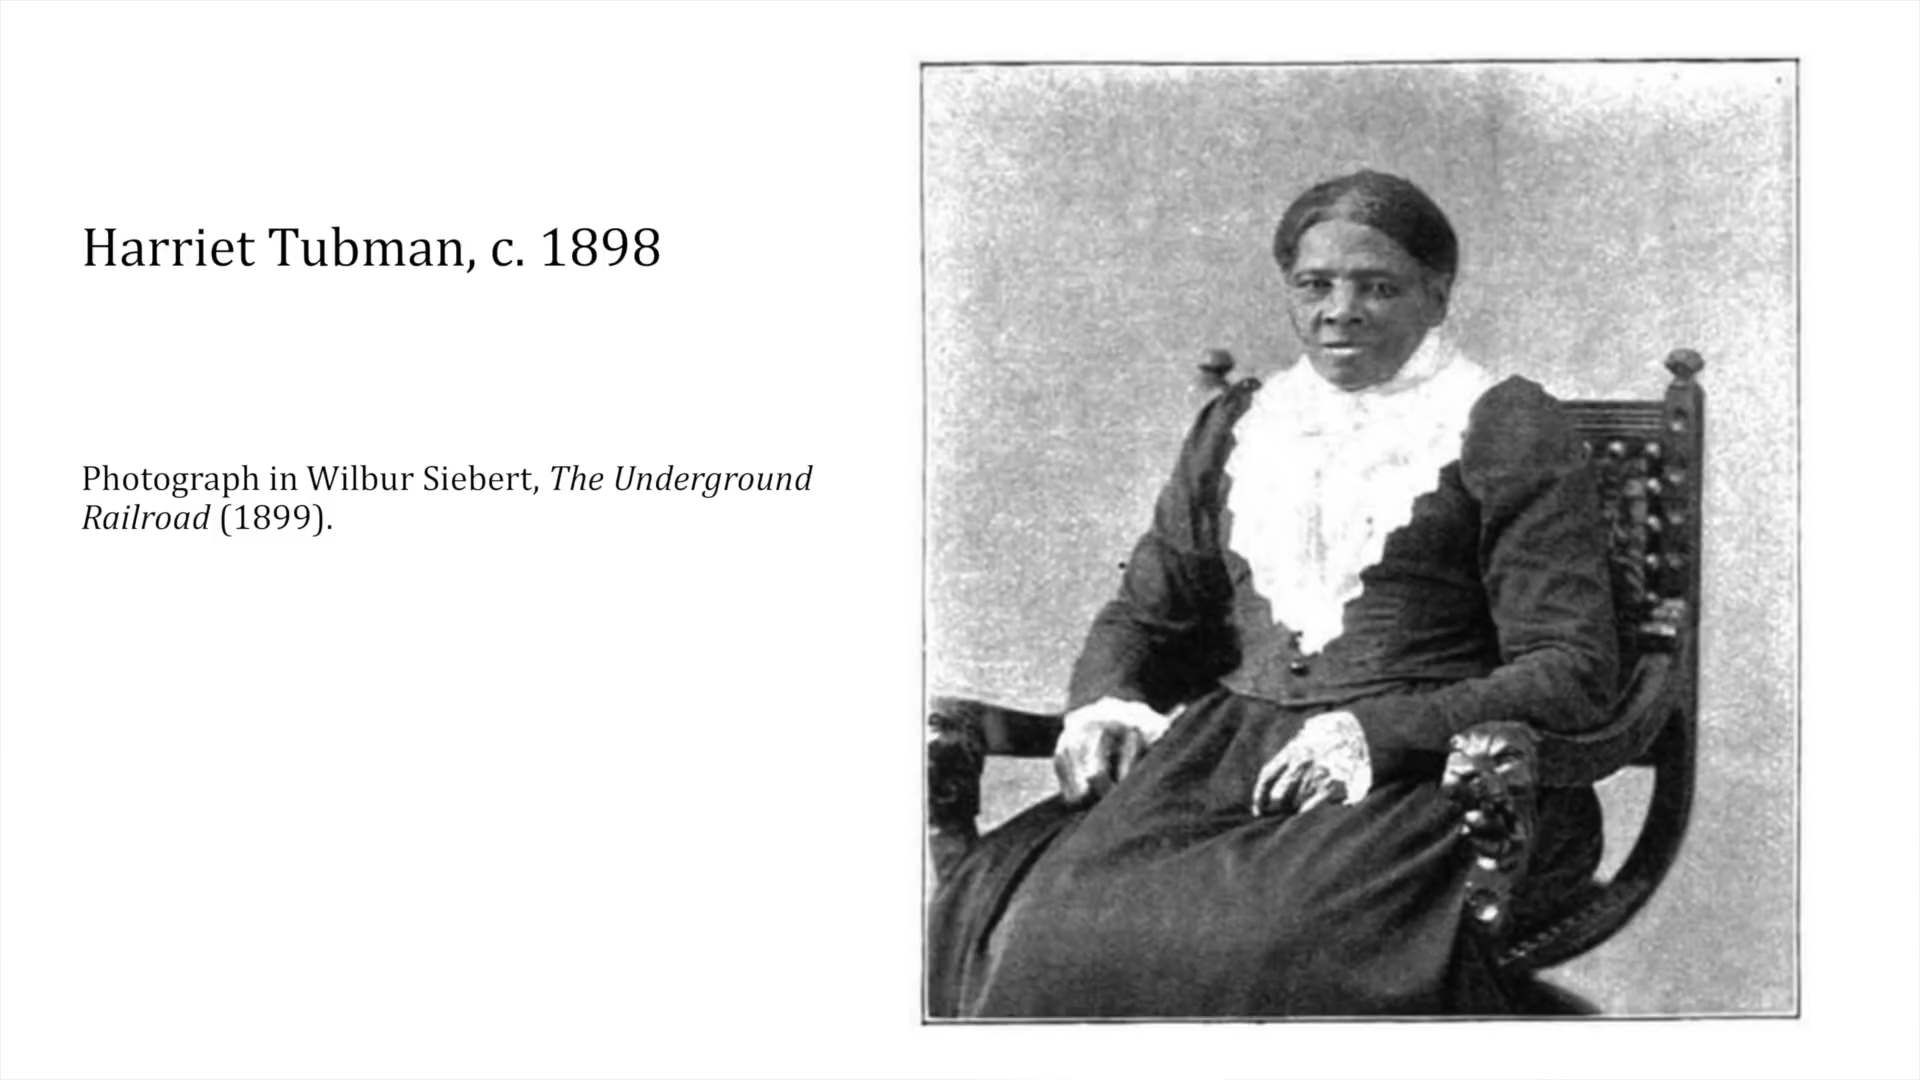 Harriet Tubman, c. 1898
Photograph in Wilbur Siebert, The Underground
Railroad (1899).